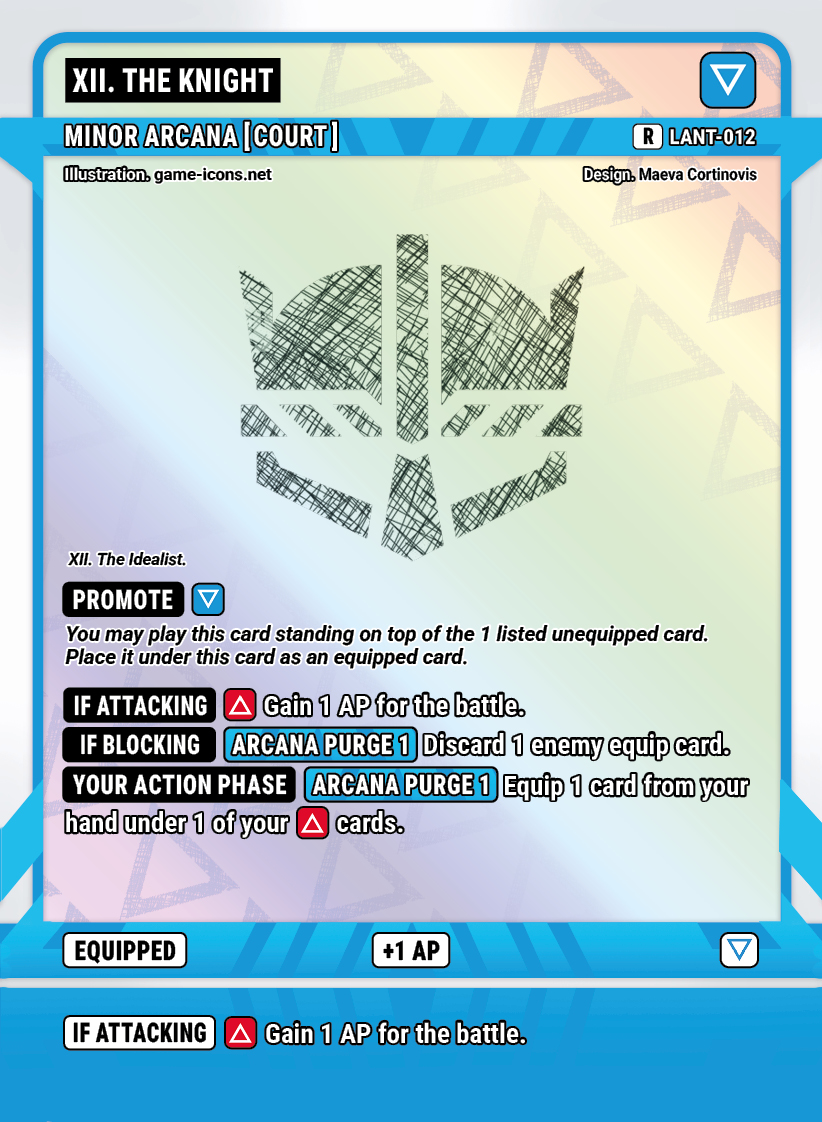 XII. THE KNIGHT
MINOR ARCANA [COURT]
R LANT-012
Illustration. game-icons.net
Design. Maeva Cortinovis
XII. The Idealist.
PROMOTE
You may play this card standing on top of the 1 listed unequipped card.
Place it under this card as an equipped card.
IF ATTACKING Gain 1 AP for the battle.
IF BLOCKING ARCANA PURGE 1 Discard 1 enemy equip card.
YOUR ACTION PHASE ARCANA PURGE 1 Equip 1 card from your
hand under 1 of your cards.
EQUIPPED
+1 AP
IF ATTACKING Gain 1 AP for the battle.